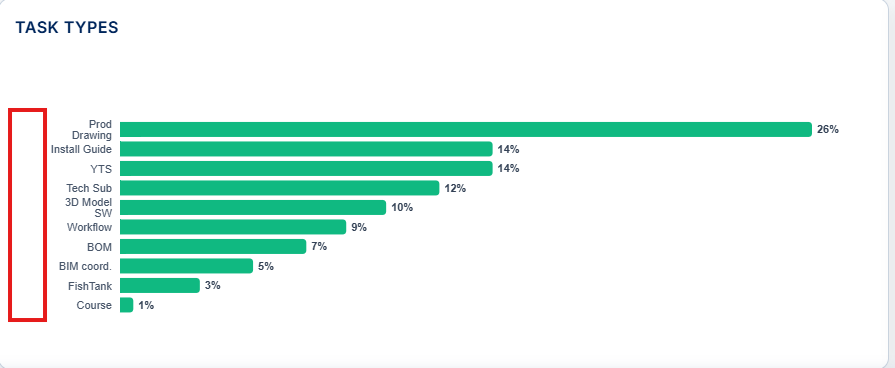 TASK TYPES
Prod
Drawing
26%
Install Guide 14%
YTS 14%
Tech Sub 12%
3D Model
SW
10%
Workflow 9%
BOM 7%
BIM coord. 5%
FishTank 3%
Course 1%